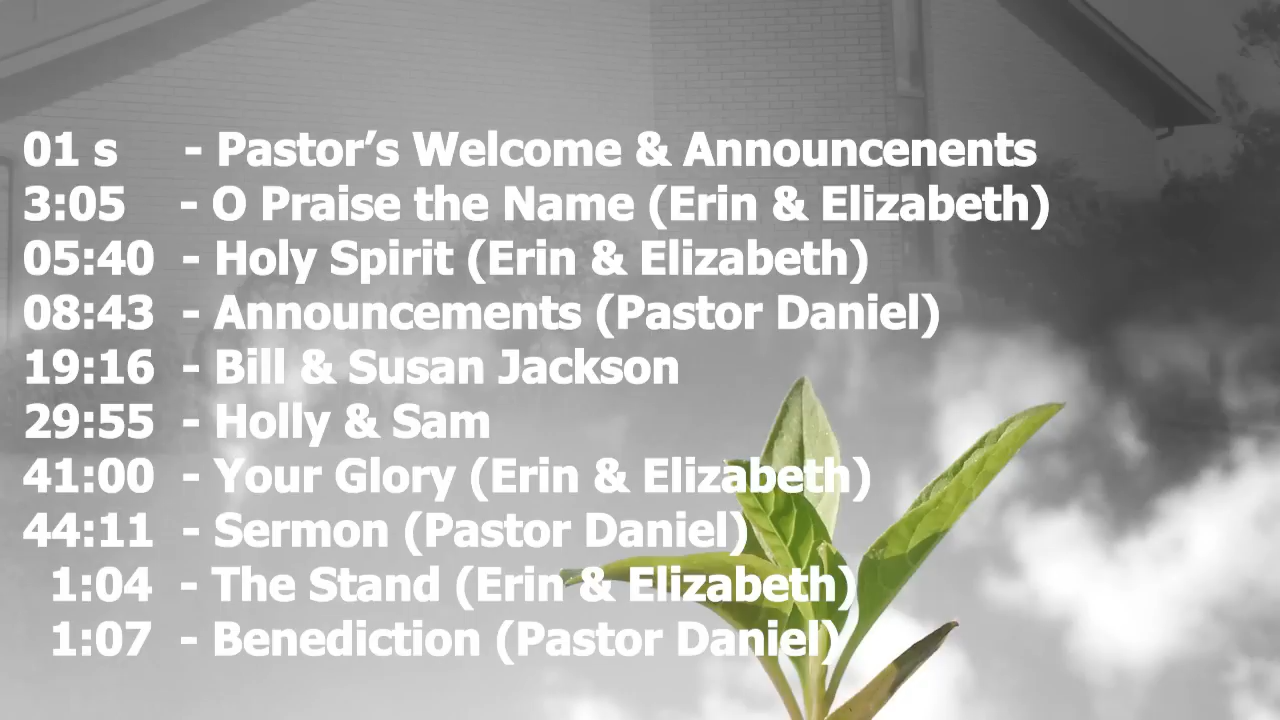 01 s - Pastor’s Welcome & Announcenents
3:05 - O Praise the Name (Erin & Elizabeth)
05:40 - Holy Spirit (Erin & Elizabeth)
08:43 - Announcements (Pastor Daniel)
19:16 - Bill & Susan Jackson
29:55 - Holly & Sam
41:00 - Your Glory (Erin & Elizabeth)
44:11 - Sermon (Pastor Daniel)
1:04 - The Stand (Erin & Elizabeth)
1:07 - Benediction (Pastor Daniel)